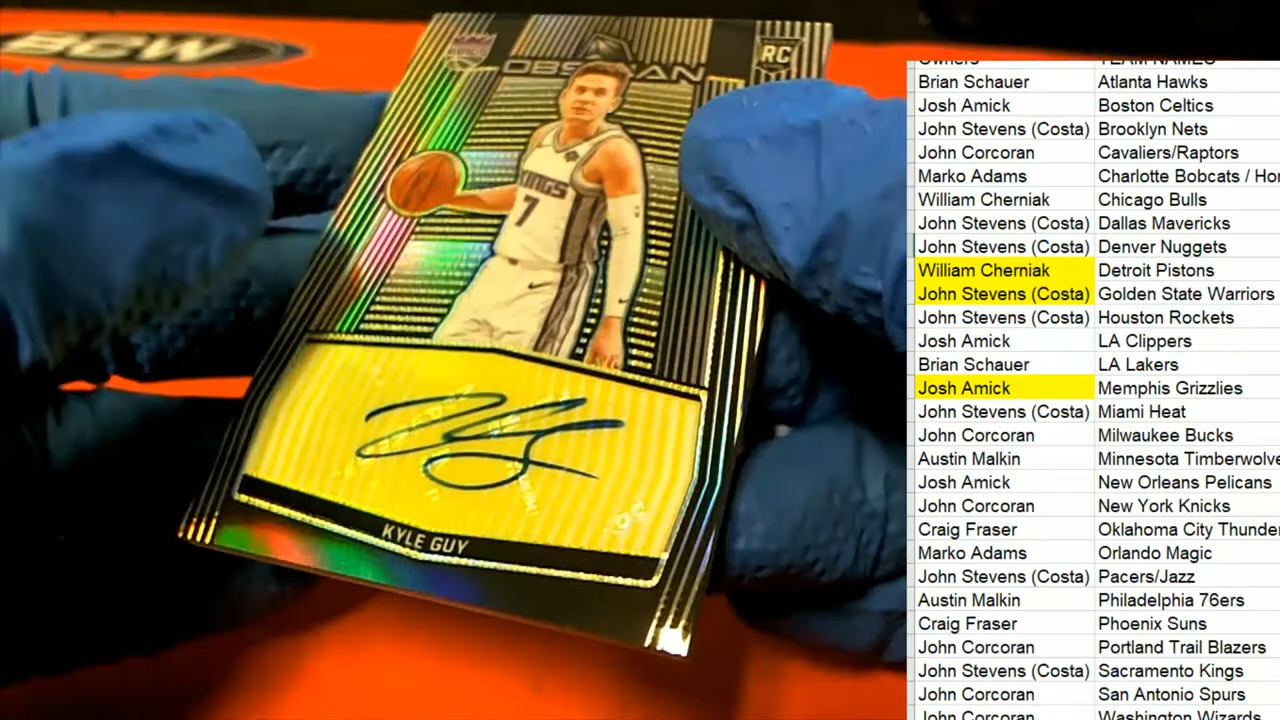 BCW
KINGS
OBSIDIAN
RC
KINGS
7
KYLE GUY
Owners TEAM NAMES
Brian Schauer Atlanta Hawks
Josh Amick Boston Celtics
John Stevens (Costa) Brooklyn Nets
John Corcoran Cavaliers/Raptors
Marko Adams Charlotte Bobcats / Hor
William Cherniak Chicago Bulls
John Stevens (Costa) Dallas Mavericks
John Stevens (Costa) Denver Nuggets
William Cherniak Detroit Pistons
John Stevens (Costa) Golden State Warriors
John Stevens (Costa) Houston Rockets
Josh Amick LA Clippers
Brian Schauer LA Lakers
Josh Amick Memphis Grizzlies
John Stevens (Costa) Miami Heat
John Corcoran Milwaukee Bucks
Austin Malkin Minnesota Timberwolve
Josh Amick New Orleans Pelicans
John Corcoran New York Knicks
Craig Fraser Oklahoma City Thunder
Marko Adams Orlando Magic
John Stevens (Costa) Pacers/Jazz
Austin Malkin Philadelphia 76ers
Craig Fraser Phoenix Suns
John Corcoran Portland Trail Blazers
John Stevens (Costa) Sacramento Kings
John Corcoran San Antonio Spurs
John Corcoran Washington Wizards